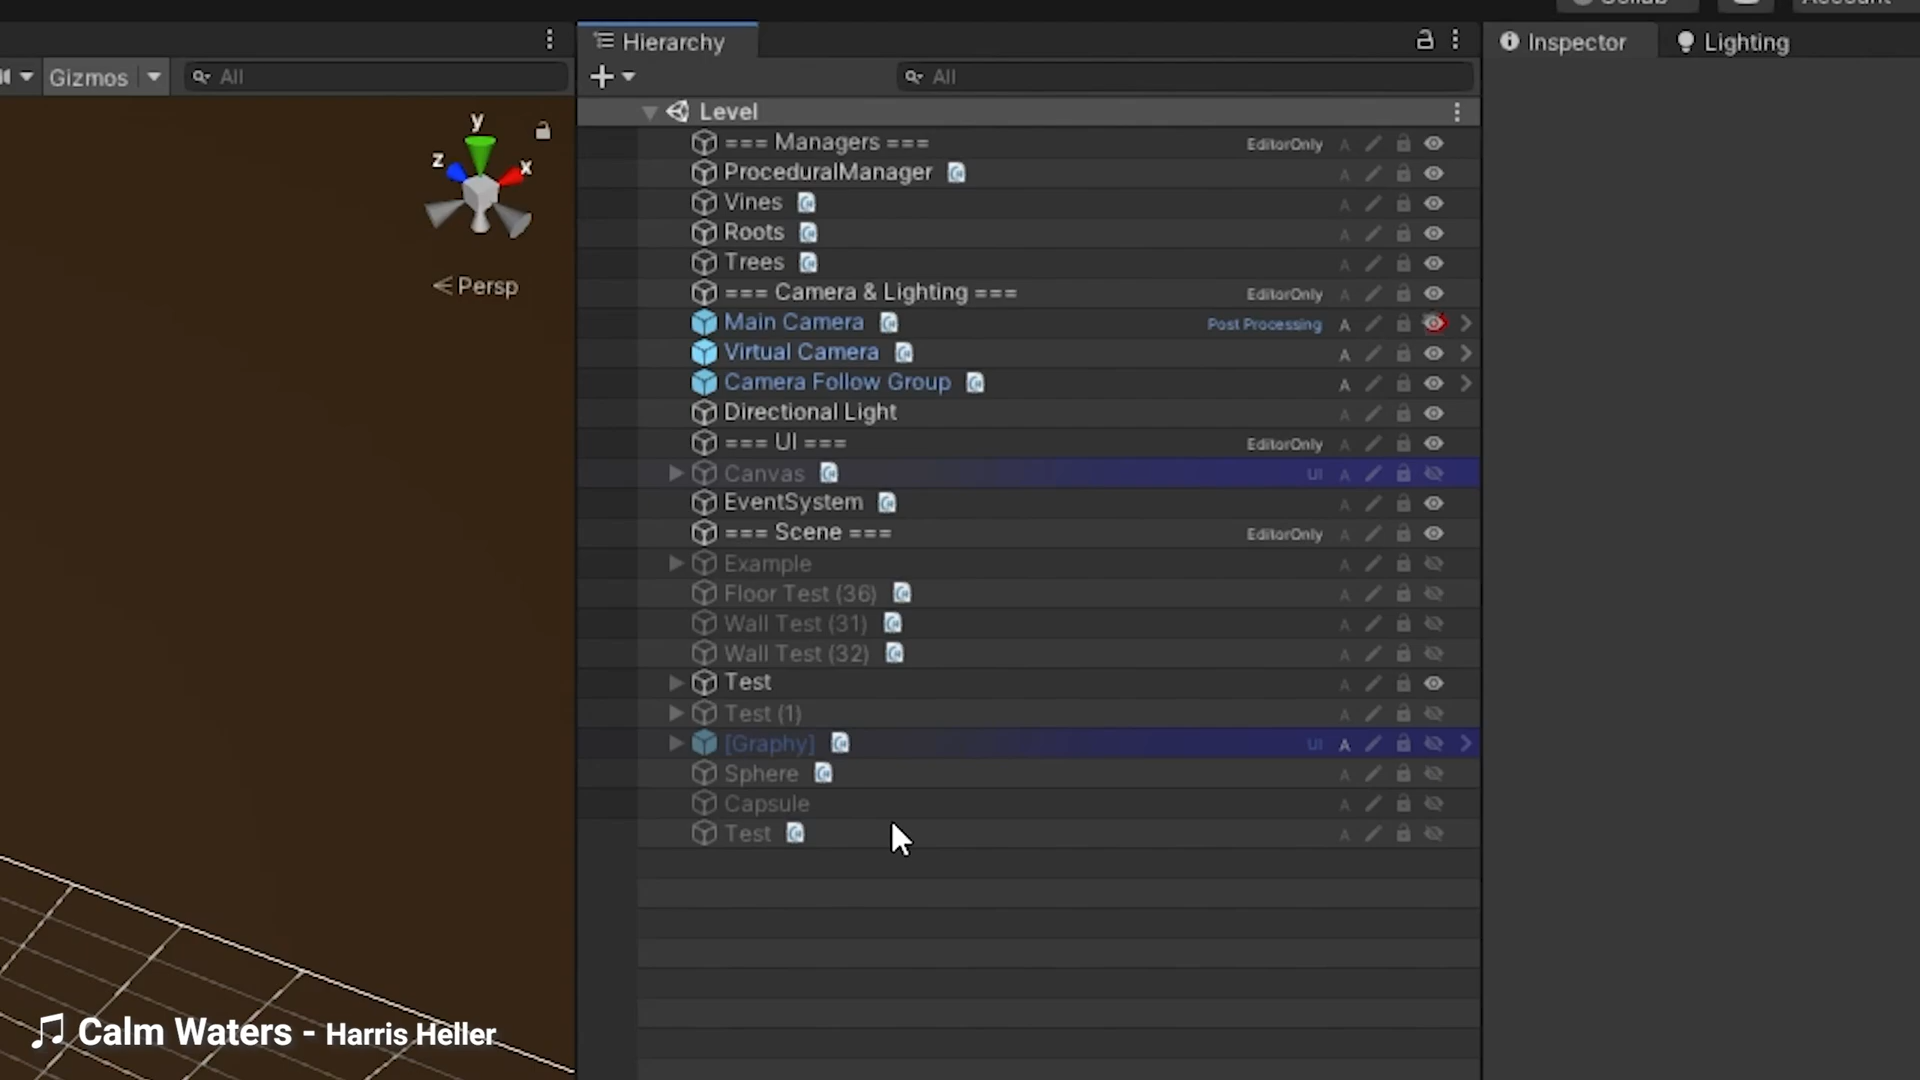 Account
Hierarchy
Inspector
Lighting
Gizmos
All
All
Level
y
z
x
Persp
=== Managers === EditorOnly A
ProceduralManager A
Vines A
Roots A
Trees A
=== Camera & Lighting === EditorOnly A
Main Camera Post Processing A
Virtual Camera A
Camera Follow Group A
Directional Light A
=== UI === EditorOnly A
Canvas UI A
EventSystem A
=== Scene === EditorOnly A
Example A
Floor Test (36) A
Wall Test (31) A
Wall Test (32) A
Test A
Test (1) A
[Graphy] UI A
Sphere A
Capsule A
Test A
Calm Waters - Harris Heller